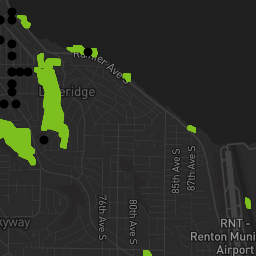 Rainier Ave S
Lakeridge
85th Ave S
87th Ave S
76th Ave S
80th Ave S
RNT -
Renton Muni
Airport
kyway